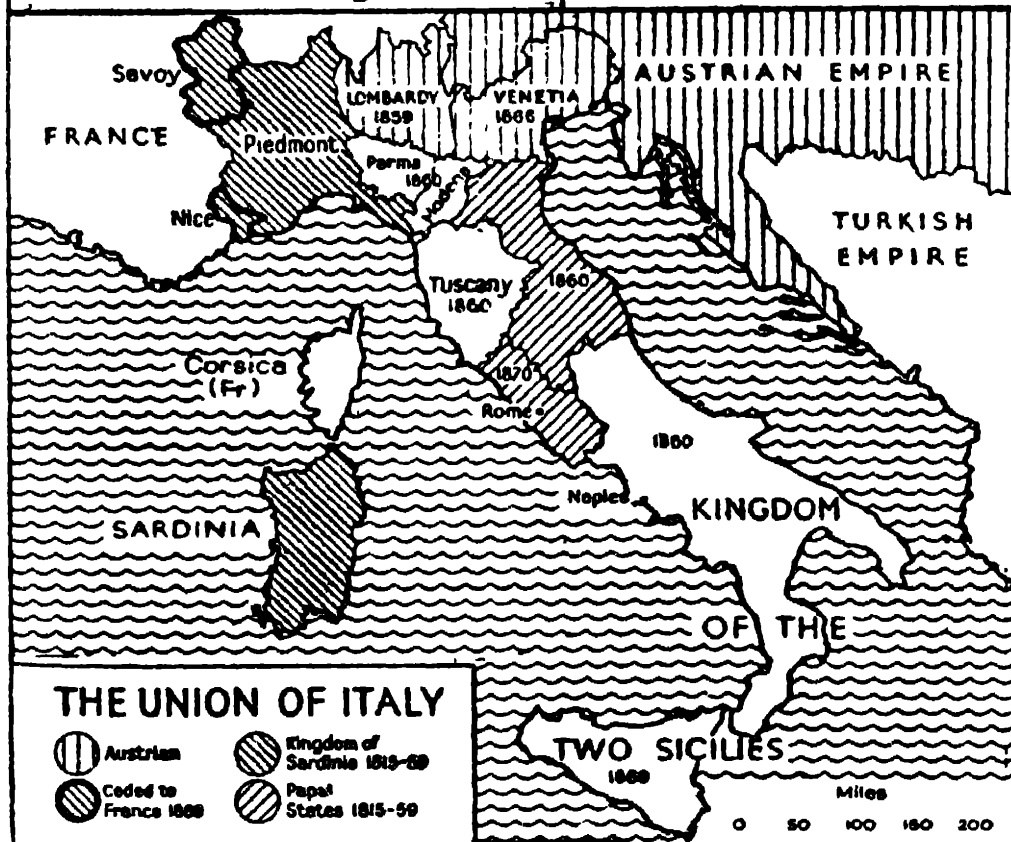 Savoy
AUSTRIAN EMPIRE
LOMBARDY
1859
VENETIA
1866
FRANCE
Piedmont
Parma
1860
Modena
Nice
TURKISH
EMPIRE
Tuscany
1860
1860
Corsica
(Fr)
1870
Rome
1860
Naples
KINGDOM
SARDINIA
OF THE
TWO SICILIES
THE UNION OF ITALY
Austrian
Kingdom of
Sardinia 1815-59
Ceded to
France
Papal
States 1815-59
Miles
0 50 100 150 200